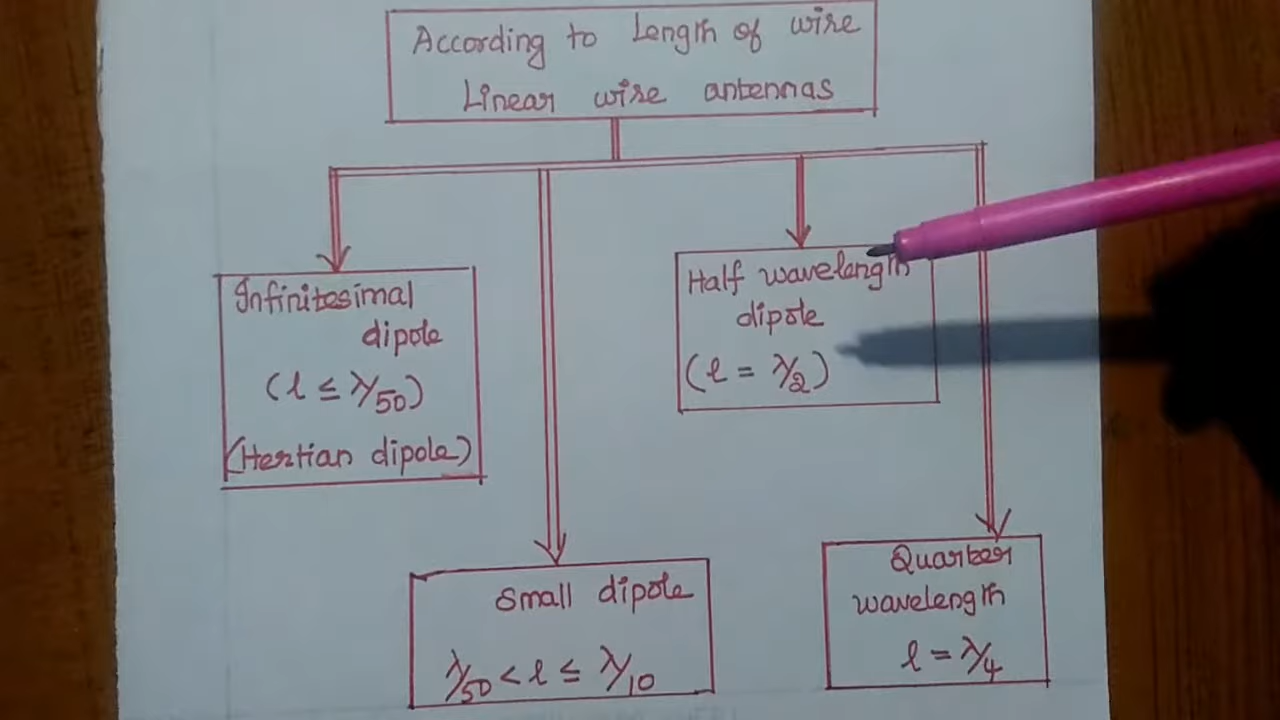 According to Length of wire
Linear wire antennas
Infinitesimal
dipole
(l ≤ λ/50)
(Hertian dipole)
Half wavelength
dipole
(l = λ/2)
Small dipole
λ/50 < l ≤ λ/10
Quarter
wavelength
l = λ/4